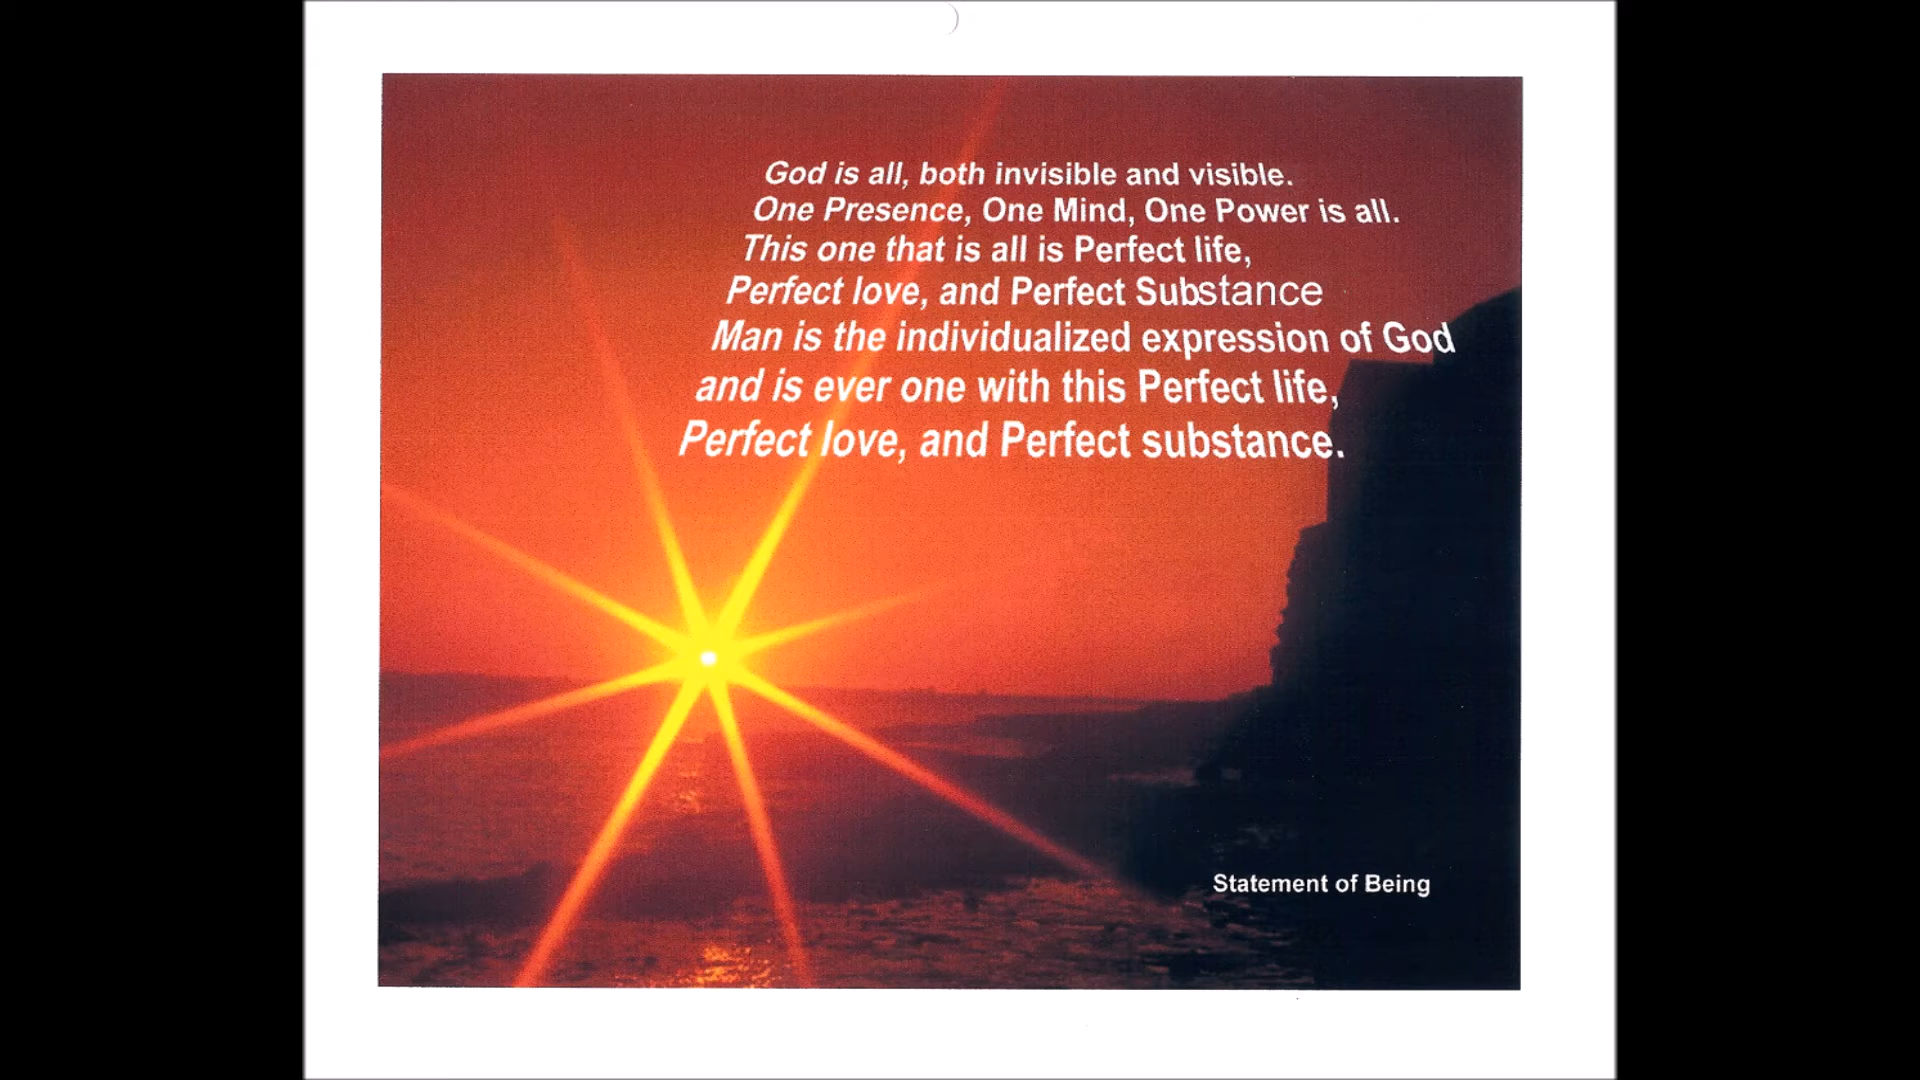 God is all, both invisible and visible.
One Presence, One Mind, One Power is all.
This one that is all is Perfect life,
Perfect love, and Perfect Substance
Man is the individualized expression of God
and is ever one with this Perfect life,
Perfect love, and Perfect substance.
Statement of Being